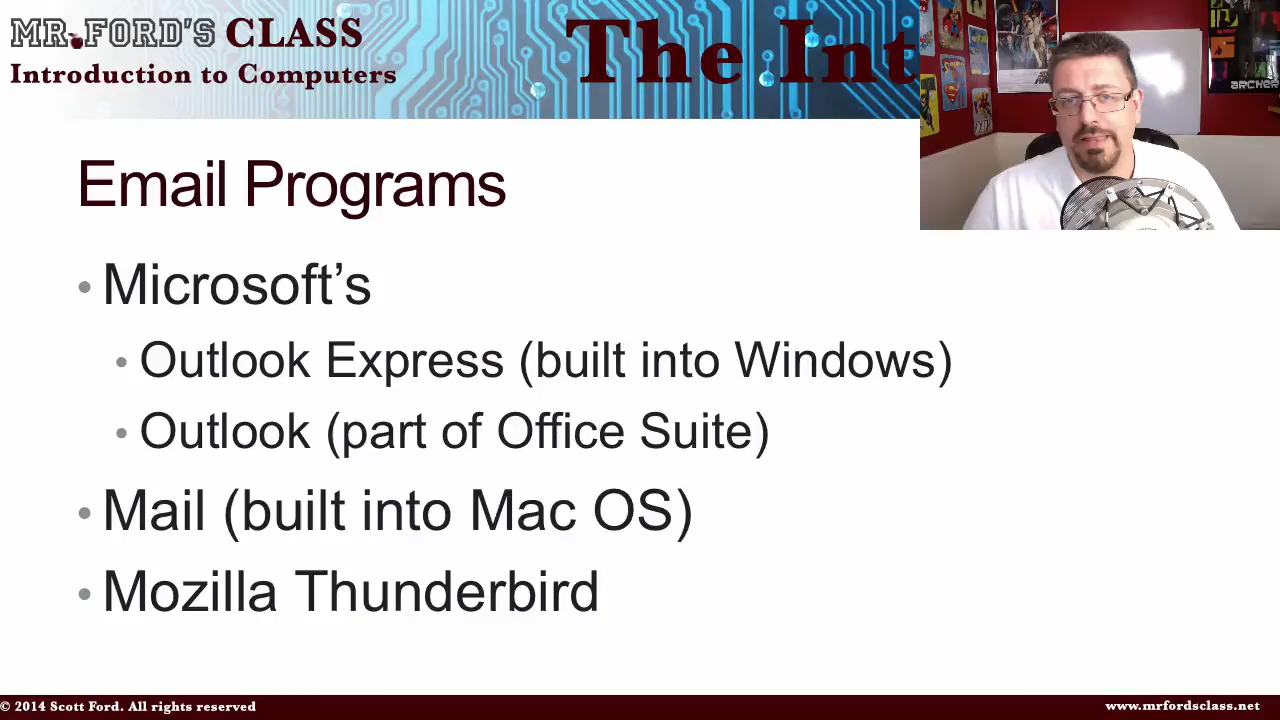 MR.FORD'S CLASS
Introduction to Computers
The Int
ARCHER
Email Programs
• Microsoft’s
• Outlook Express (built into Windows)
• Outlook (part of Office Suite)
• Mail (built into Mac OS)
• Mozilla Thunderbird
© 2014 Scott Ford. All rights reserved
www.mrfordsclass.net